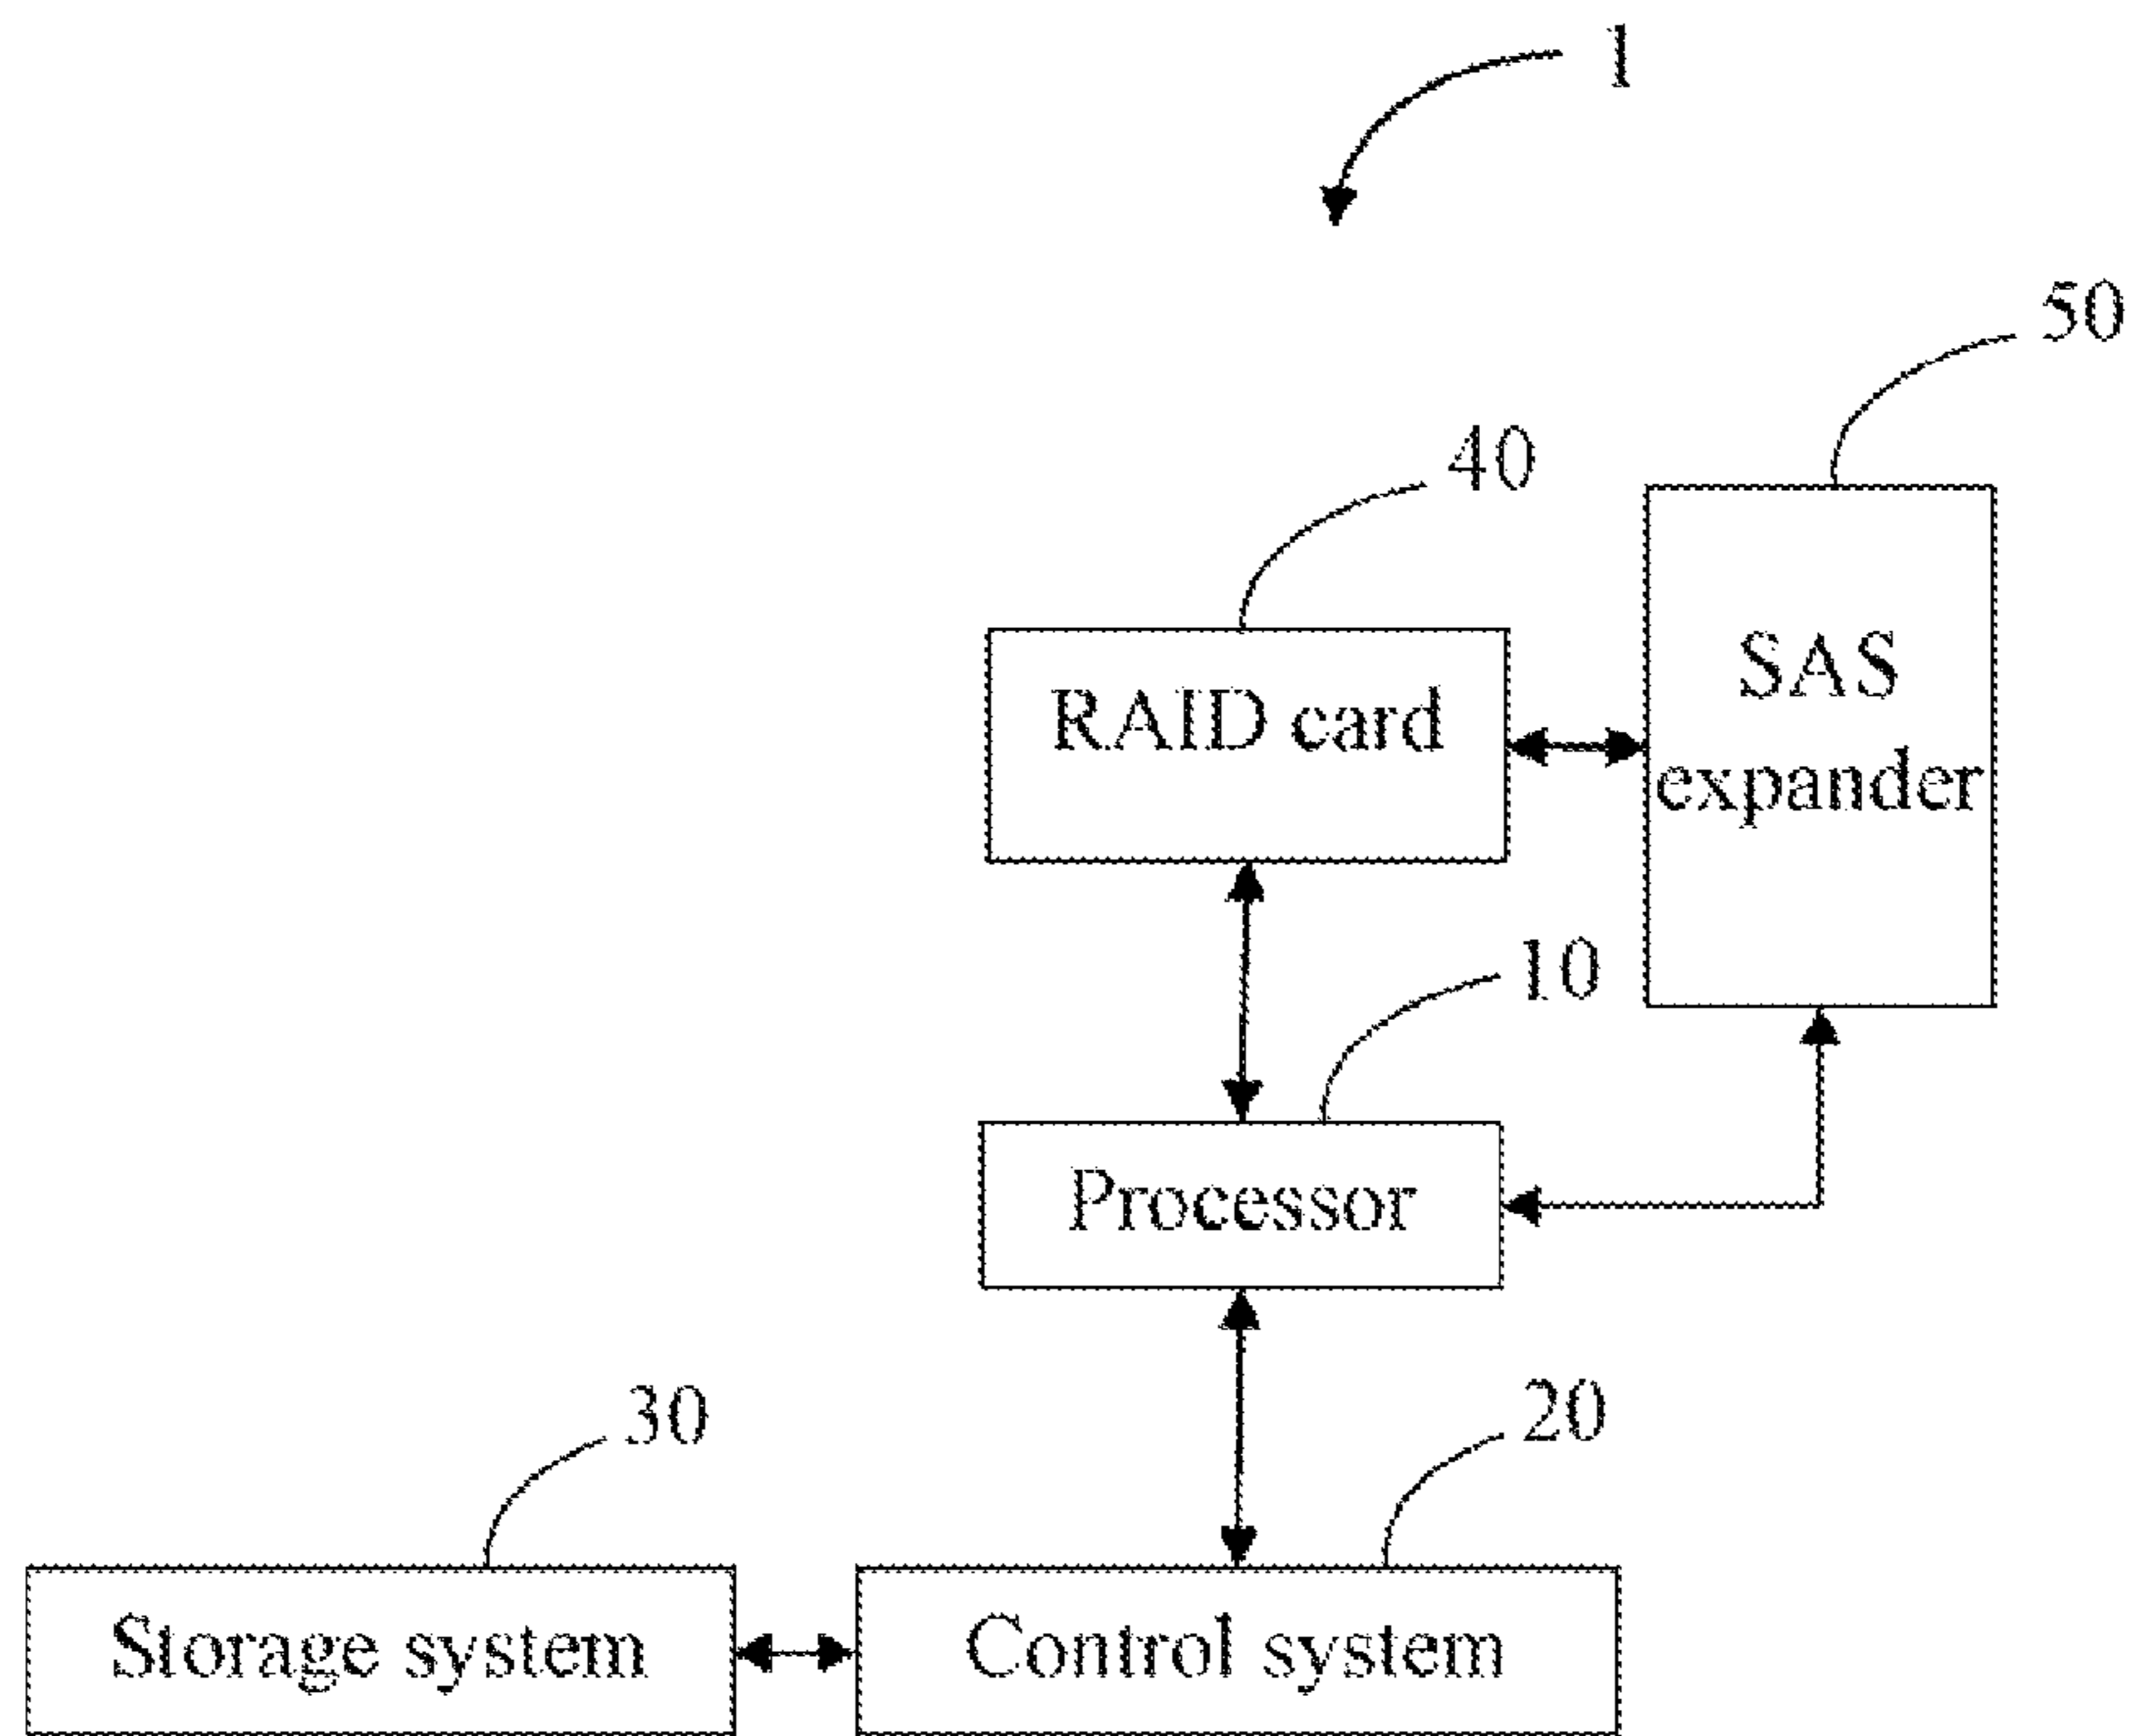 1
50
40
RAID card
SAS
expander
10
Processor
30
20
Storage system
Control system